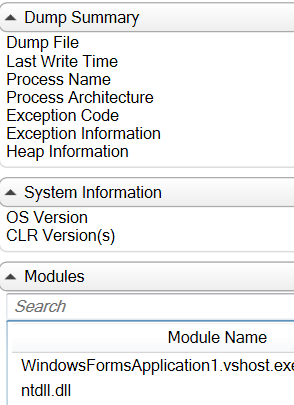 Dump Summary
Dump File
Last Write Time
Process Name
Process Architecture
Exception Code
Exception Information
Heap Information
System Information
OS Version
CLR Version(s)
Modules
Search
Module Name
WindowsFormsApplication1.vshost.exe
ntdll.dll